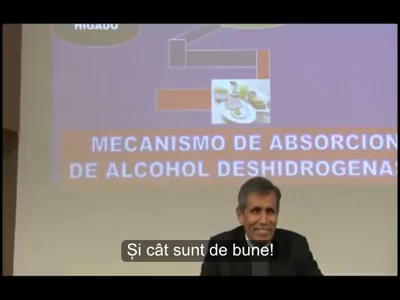 HIGADO
MECANISMO DE ABSORCION
DE ALCOHOL DESHIDROGENAS
Și cât sunt de bune!